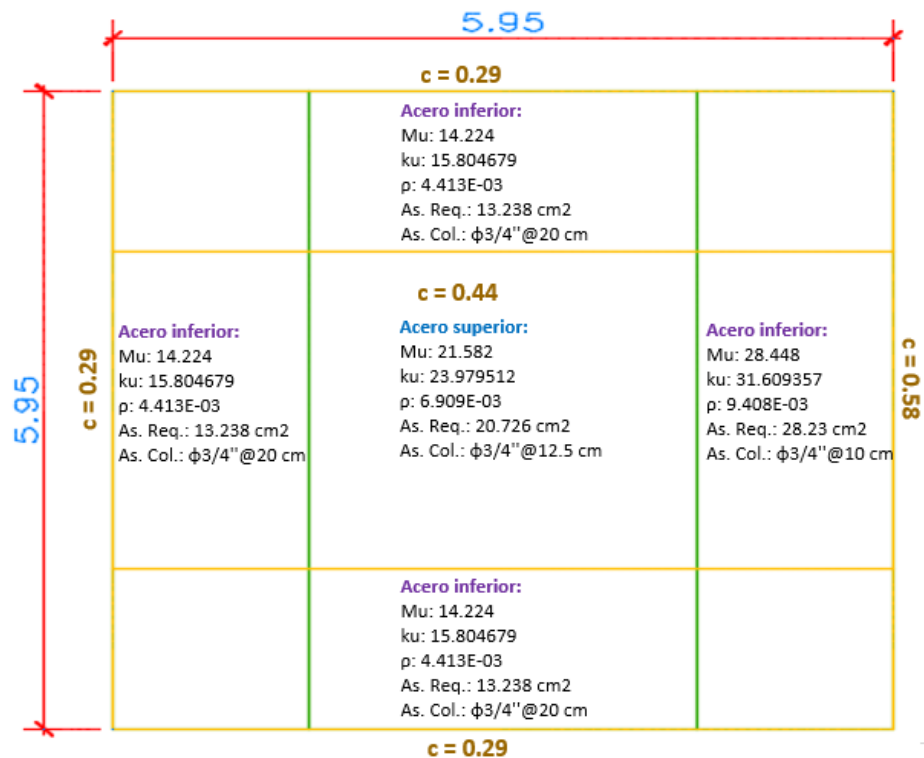 5.95
c = 0.29
Acero inferior:
Mu: 14.224
ku: 15.804679
ρ: 4.413E-03
As. Req.: 13.238 cm2
As. Col.: ϕ3/4''@20 cm
5.95
c = 0.29
Acero inferior:
Mu: 14.224
ku: 15.804679
ρ: 4.413E-03
As. Req.: 13.238 cm2
As. Col.: ϕ3/4''@20 cm
c = 0.44
Acero superior:
Mu: 21.582
ku: 23.979512
ρ: 6.909E-03
As. Req.: 20.726 cm2
As. Col.: ϕ3/4''@12.5 cm
Acero inferior:
Mu: 28.448
ku: 31.609357
ρ: 9.408E-03
As. Req.: 28.23 cm2
As. Col.: ϕ3/4''@10 cm
c = 0.58
Acero inferior:
Mu: 14.224
ku: 15.804679
ρ: 4.413E-03
As. Req.: 13.238 cm2
As. Col.: ϕ3/4''@20 cm
c = 0.29